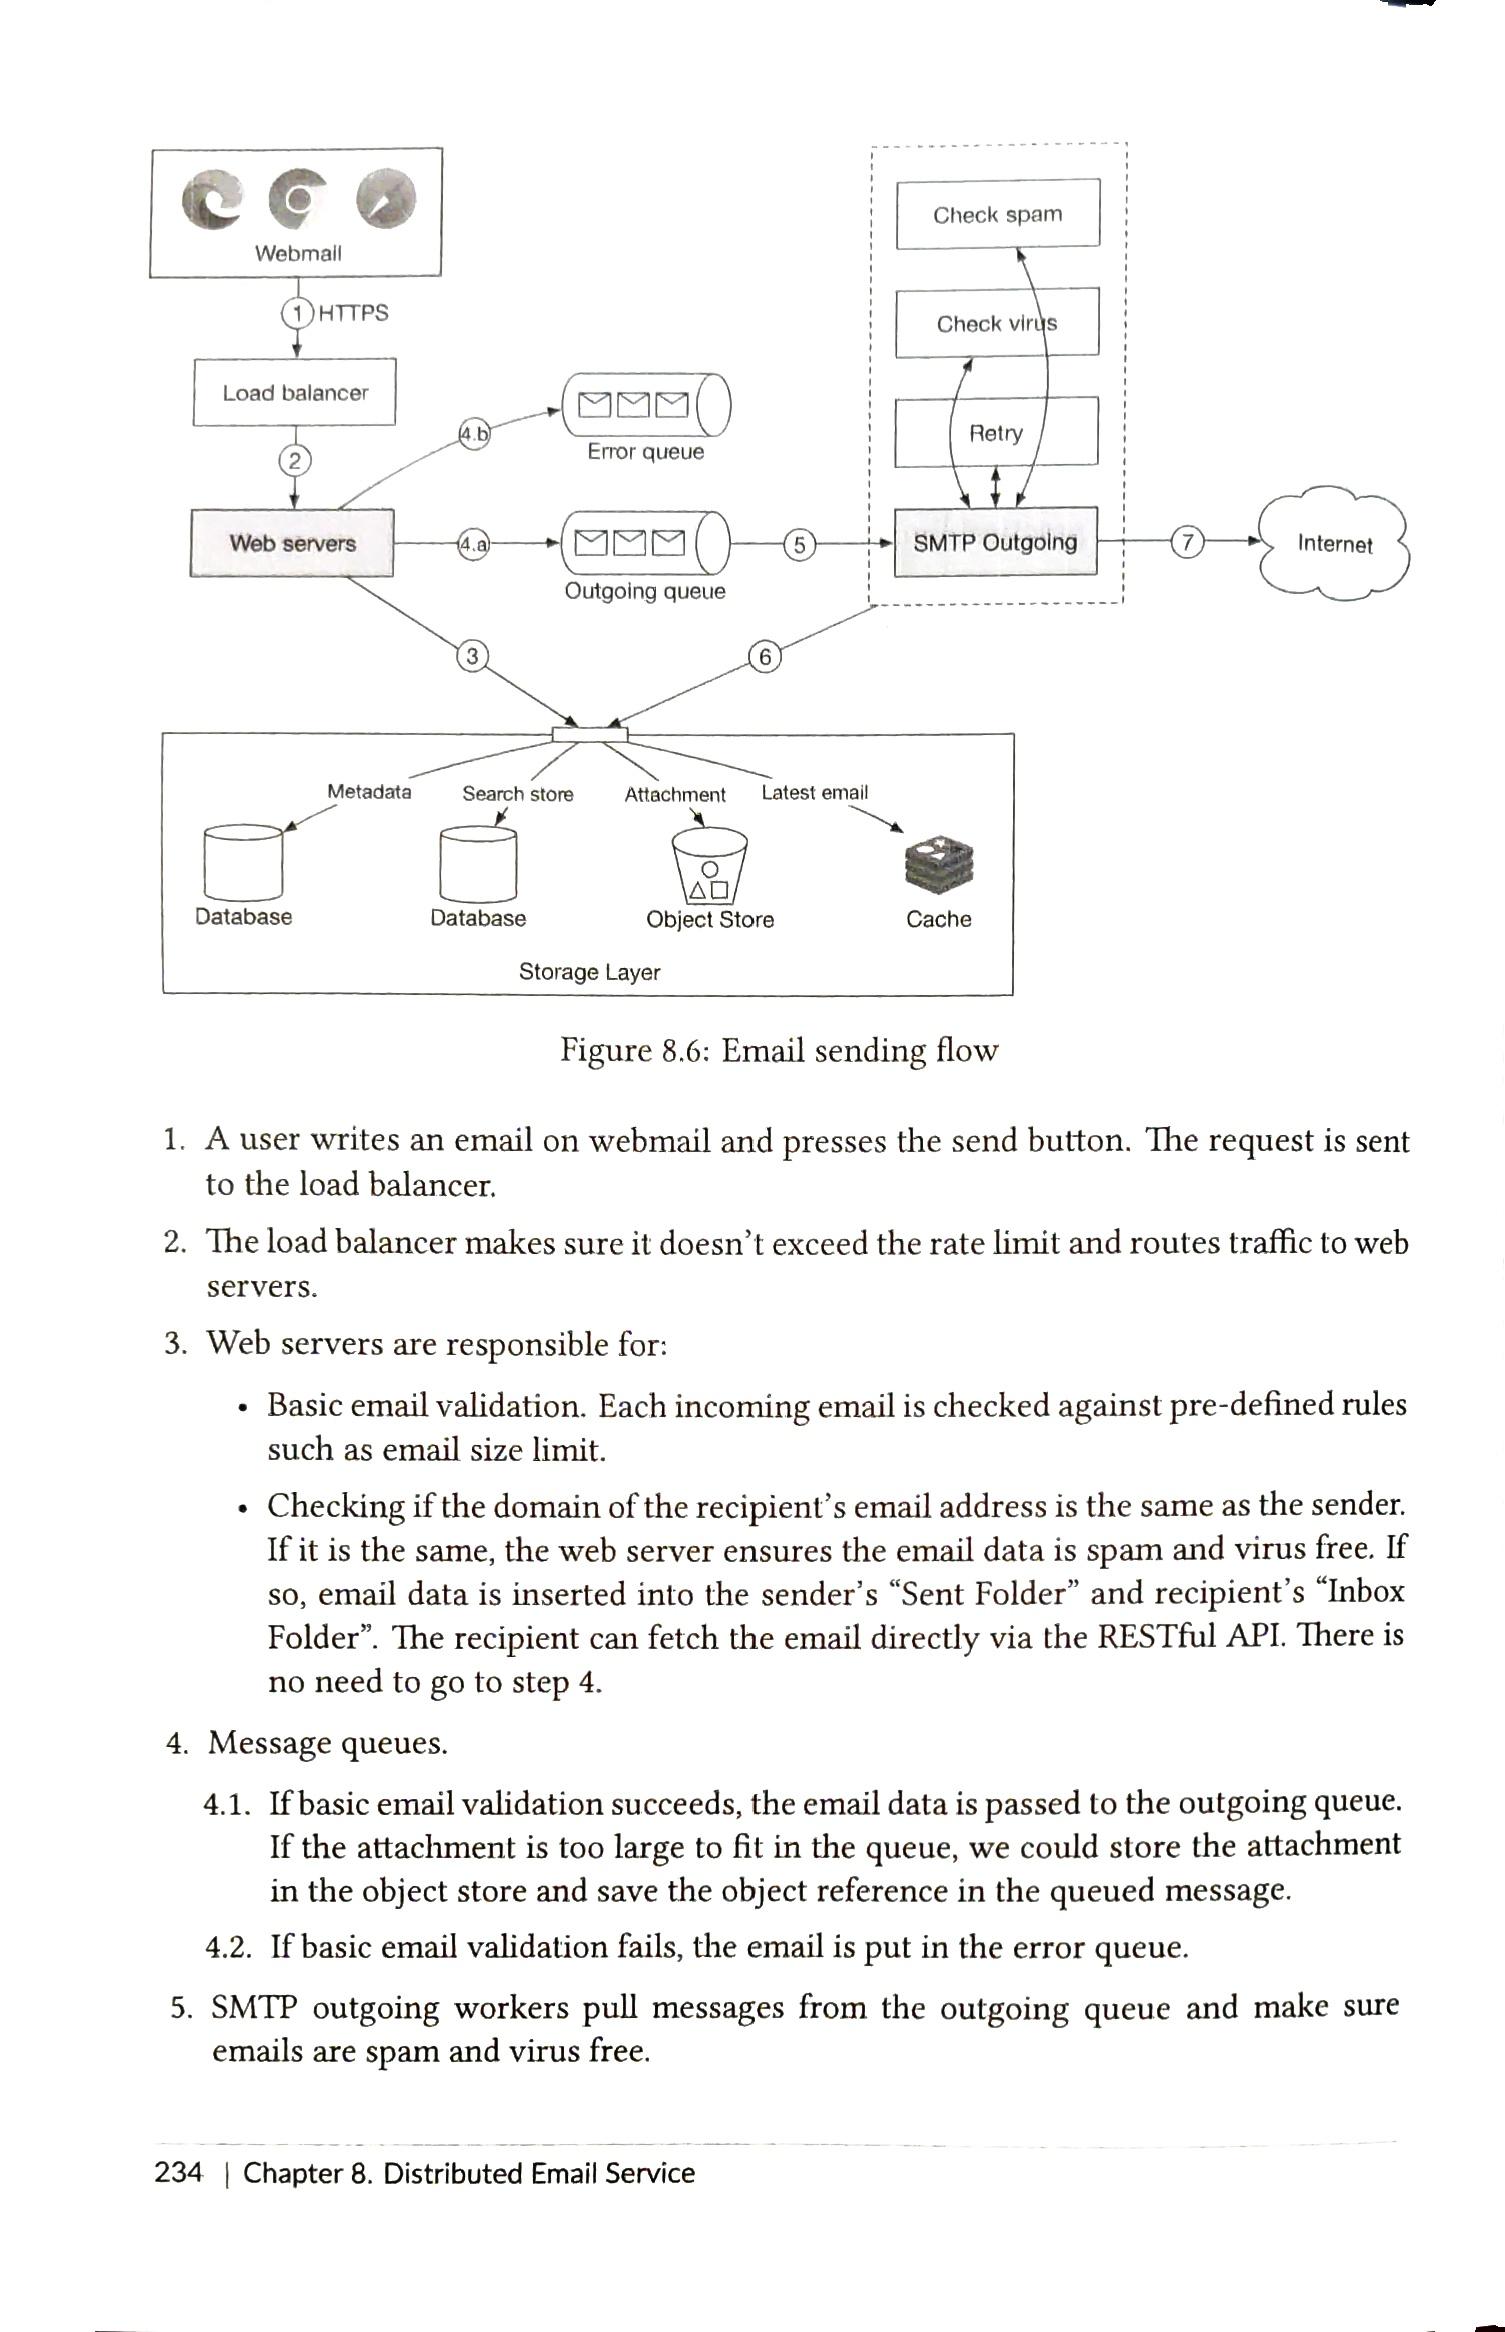 Webmail
1 HTTPS
Load balancer
2
Web servers
4.b
Error queue
4.a
Outgoing queue
5
Check spam
Check virus
Retry
SMTP Outgoing
7
Internet
3
6
Metadata
Search store
Attachment
Latest email
Database
Database
Object Store
Cache
Storage Layer
Figure 8.6: Email sending flow
1. A user writes an email on webmail and presses the send button. The request is sent
to the load balancer.
2. The load balancer makes sure it doesn’t exceed the rate limit and routes traffic to web
servers.
3. Web servers are responsible for:
• Basic email validation. Each incoming email is checked against pre-defined rules
such as email size limit.
• Checking if the domain of the recipient’s email address is the same as the sender.
If it is the same, the web server ensures the email data is spam and virus free. If
so, email data is inserted into the sender’s “Sent Folder” and recipient’s “Inbox
Folder”. The recipient can fetch the email directly via the RESTful API. There is
no need to go to step 4.
4. Message queues.
4.1. If basic email validation succeeds, the email data is passed to the outgoing queue.
If the attachment is too large to fit in the queue, we could store the attachment
in the object store and save the object reference in the queued message.
4.2. If basic email validation fails, the email is put in the error queue.
5. SMTP outgoing workers pull messages from the outgoing queue and make sure
emails are spam and virus free.
234 | Chapter 8. Distributed Email Service